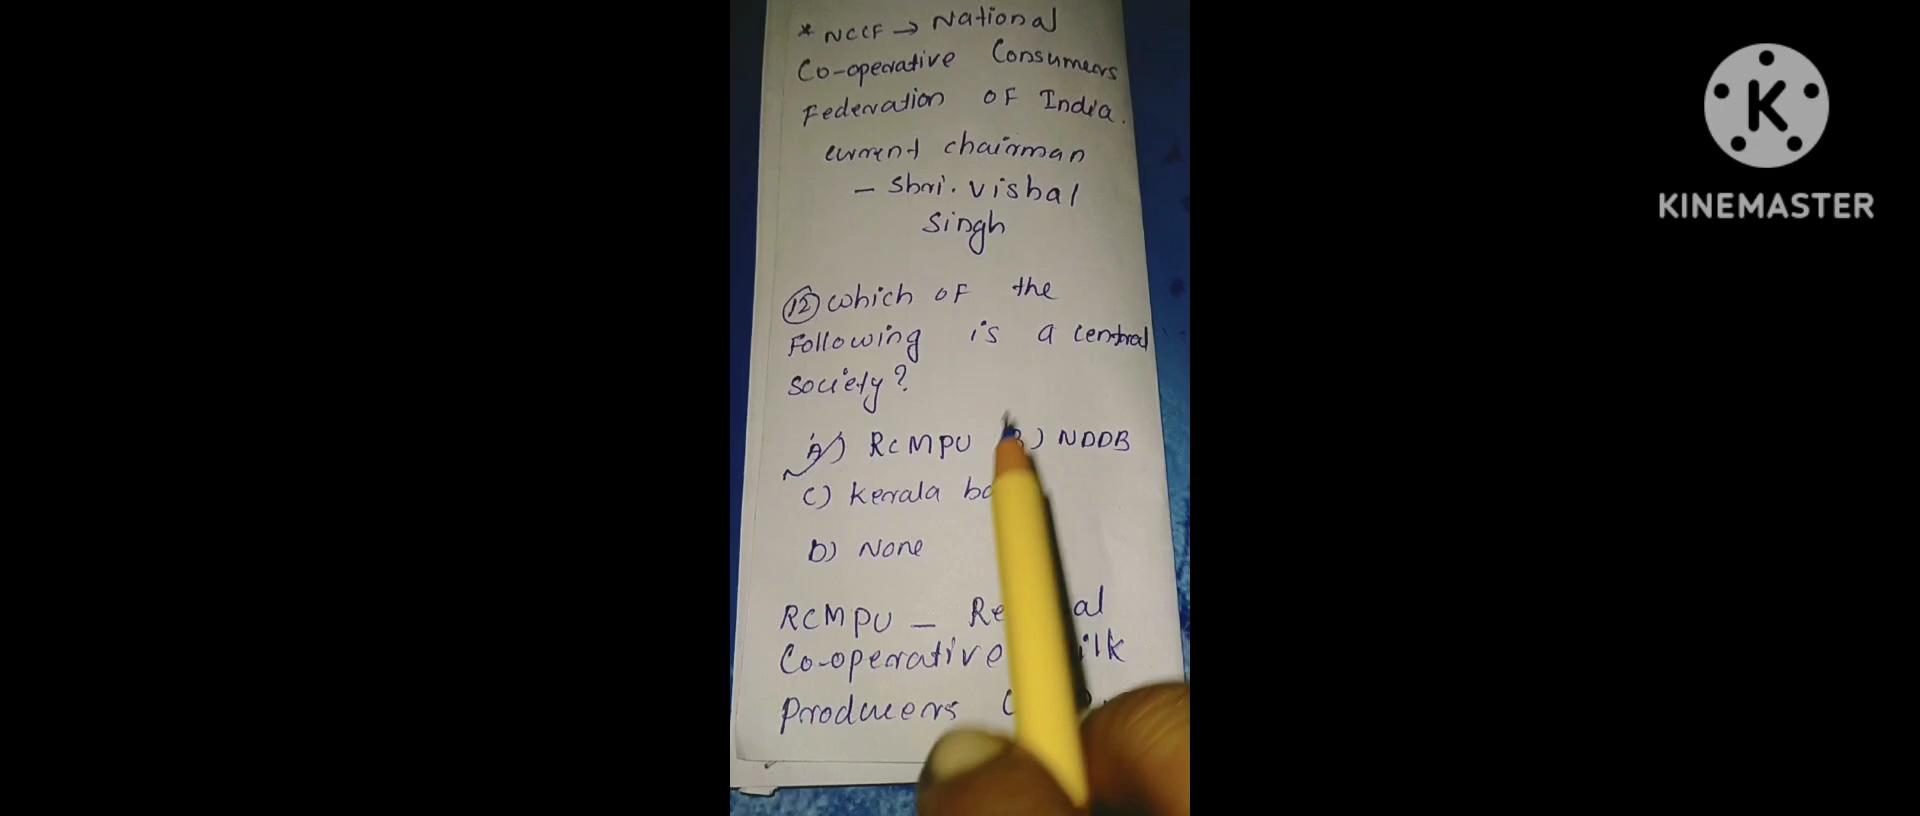 * NCCF → National
Co-operative Consumers
Federation OF India.
current chairman
- Shri. Vishal
Singh
12 which OF the
Following is a central
society?
A) RCMPU B) NDDB
C) Kerala
D) None
RCMPU -
Co-operative
Producers
K
KINEMASTER